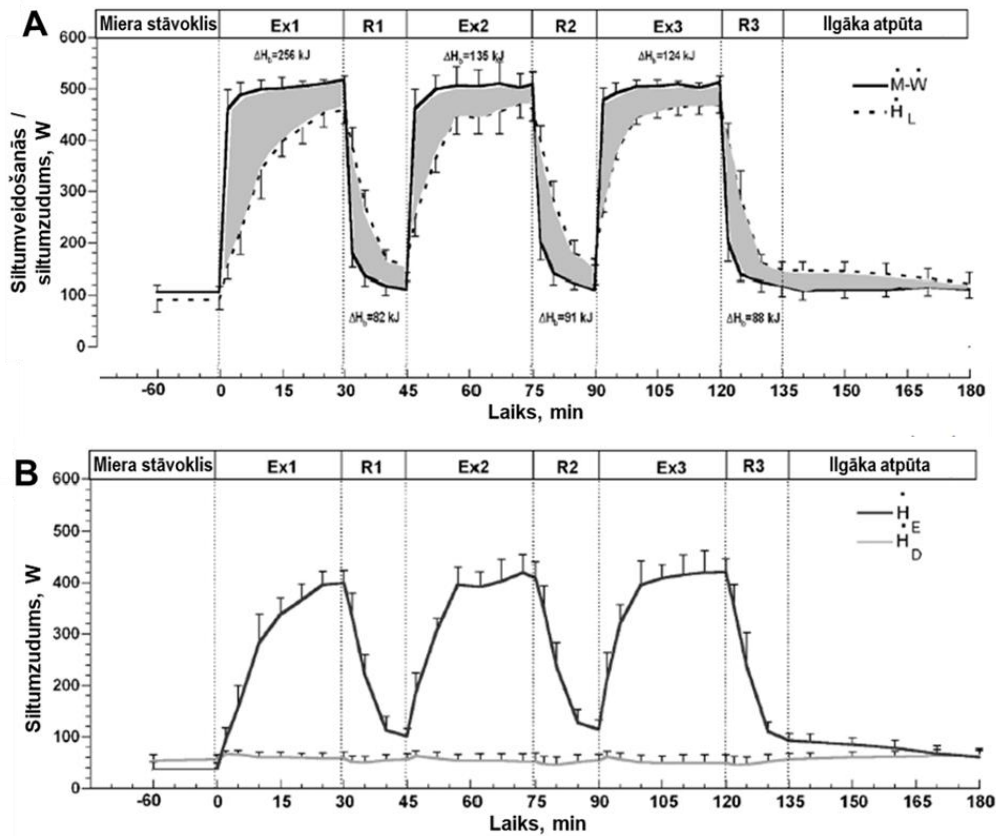 A
Miera stāvoklis Ex1 R1 Ex2 R2 Ex3 R3 Ilgāka atpūta
600
ΔHb=256 kJ ΔHb=135 kJ ΔHb=124 kJ
Ṁ-Ẇ
ḢL
500
400
300
200
100
0
Siltumveidošanās /
siltumzudums, W
ΔHb=82 kJ ΔHb=91 kJ ΔHb=88 kJ
-60 0 15 30 45 60 75 90 105 120 135 150 165 180
Laiks, min
B
Miera stāvoklis Ex1 R1 Ex2 R2 Ex3 R3 Ilgāka atpūta
600
ḢE
ḢD
500
400
300
200
100
0
Siltumzudums, W
-60 0 15 30 45 60 75 90 105 120 135 150 165 180
Laiks, min